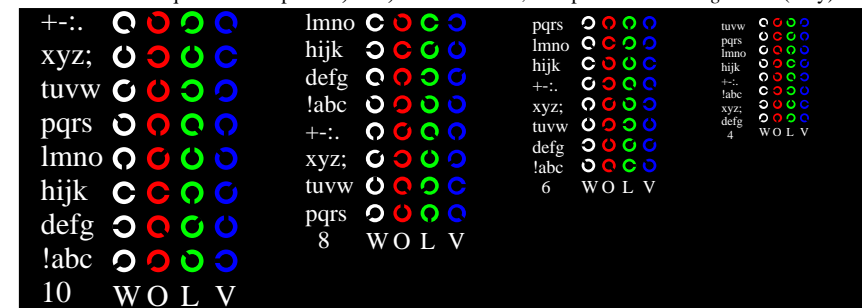 +-:.
xyz;
tuvw
pqrs
lmno
hijk
defg
!abc
10 W O L V
lmno
hijk
defg
!abc
+-:.
xyz;
tuvw
pqrs
8 W O L V
pqrs
lmno
hijk
+-:.
xyz;
tuvw
defg
!abc
6 W O L V
tuvw
pqrs
lmno
hijk
+-:.
!abc
xyz;
defg
4 W O L V